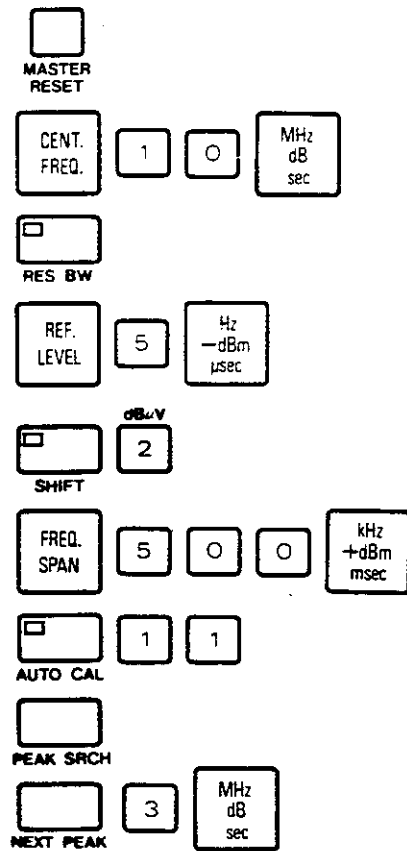 MASTER
RESET
CENT.
FREQ.
1
0
MHz
dB
sec
RES BW
REF.
LEVEL
5
Hz
−dBm
μsec
dBμV
2
SHIFT
FREQ.
SPAN
5
0
0
kHz
+dBm
msec
1
1
AUTO CAL
PEAK SRCH
3
MHz
dB
sec
NEXT PEAK